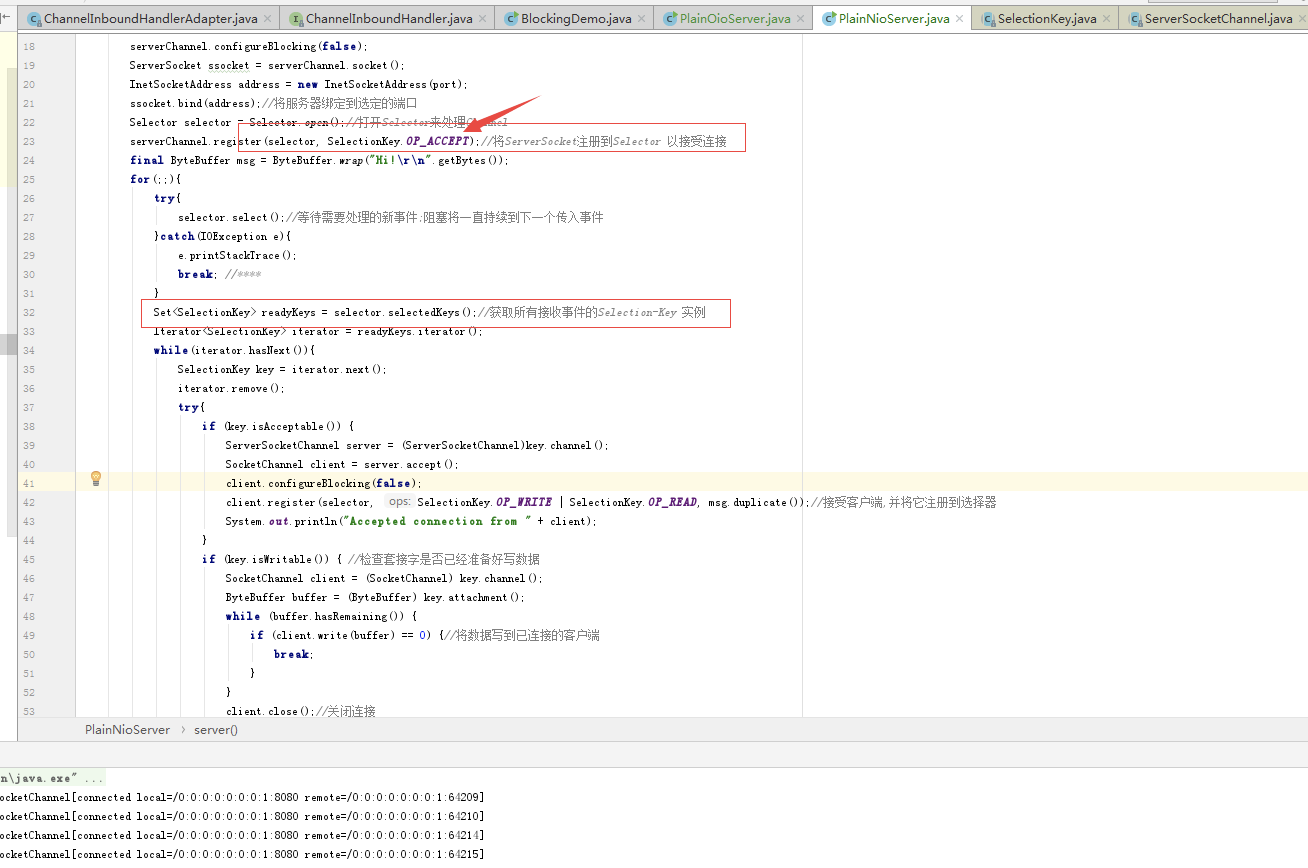 ChannelInboundHandlerAdapter.java ChannelInboundHandler.java BlockingDemo.java PlainOioServer.java PlainNioServer.java SelectionKey.java ServerSocketChannel.java
18 serverChannel.configureBlocking(false);
19 ServerSocket ssocket = serverChannel.socket();
20 InetSocketAddress address = new InetSocketAddress(port);
21 ssocket.bind(address);//将服务器绑定到选定的端口
22 Selector selector = Selector.open();//打开Selector来处理Channel
23 serverChannel.register(selector, SelectionKey.OP_ACCEPT);//将ServerSocket注册到Selector 以接受连接
24 final ByteBuffer msg = ByteBuffer.wrap("Hi!\r\n".getBytes());
25 for(;;){
26 try{
27 selector.select();//等待需要处理的新事件;阻塞将一直持续到下一个传入事件
28 }catch(IOException e){
29 e.printStackTrace();
30 break; //****
31 }
32 Set<SelectionKey> readyKeys = selector.selectedKeys();//获取所有接收事件的Selection-Key 实例
33 Iterator<SelectionKey> iterator = readyKeys.iterator();
34 while(iterator.hasNext()){
35 SelectionKey key = iterator.next();
36 iterator.remove();
37 try{
38 if (key.isAcceptable()) {
39 ServerSocketChannel server = (ServerSocketChannel)key.channel();
40 SocketChannel client = server.accept();
41 client.configureBlocking(false);
42 client.register(selector, ops: SelectionKey.OP_WRITE | SelectionKey.OP_READ, msg.duplicate());//接受客户端,并将它注册到选择器
43 System.out.println("Accepted connection from " + client);
44 }
45 if (key.isWritable()) { //检查套接字是否已经准备好写数据
46 SocketChannel client = (SocketChannel) key.channel();
47 ByteBuffer buffer = (ByteBuffer) key.attachment();
48 while (buffer.hasRemaining()) {
49 if (client.write(buffer) == 0) {//将数据写到已连接的客户端
50 break;
51 }
52 }
53 client.close();//关闭连接
PlainNioServer › server()
n\java.exe" ...
ocketChannel[connected local=/0:0:0:0:0:0:0:1:8080 remote=/0:0:0:0:0:0:0:1:64209]
ocketChannel[connected local=/0:0:0:0:0:0:0:1:8080 remote=/0:0:0:0:0:0:0:1:64210]
ocketChannel[connected local=/0:0:0:0:0:0:0:1:8080 remote=/0:0:0:0:0:0:0:1:64214]
ocketChannel[connected local=/0:0:0:0:0:0:0:1:8080 remote=/0:0:0:0:0:0:0:1:64215]